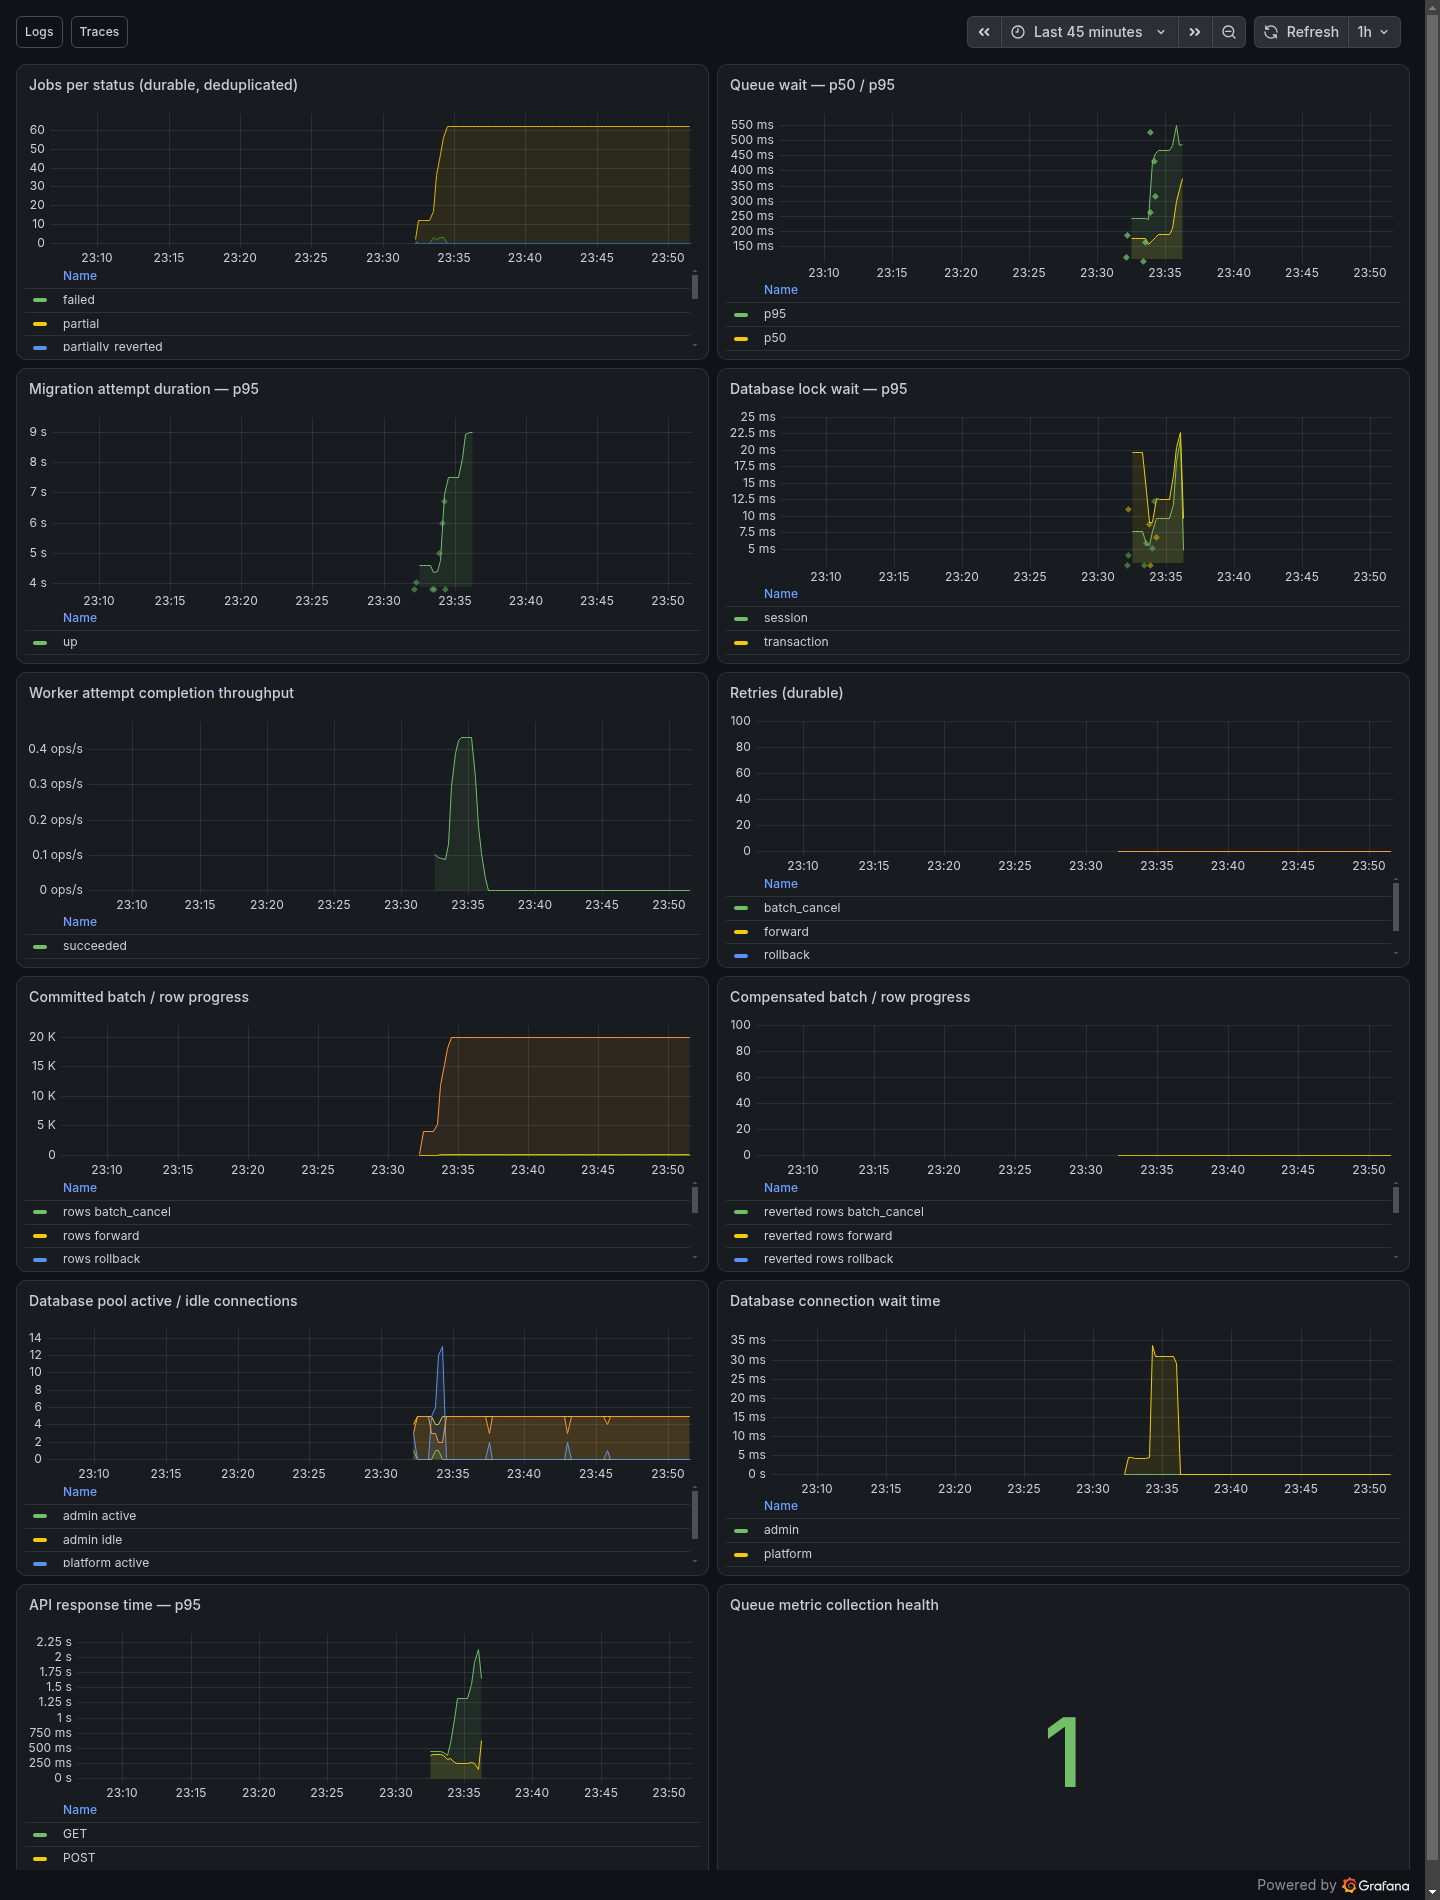 Logs
Traces
Last 45 minutes
Refresh
1h
Jobs per status (durable, deduplicated)
60
50
40
30
20
10
0
23:10 23:15 23:20 23:25 23:30 23:35 23:40 23:45 23:50
Name
failed
partial
partially_reverted
Queue wait — p50 / p95
550 ms
500 ms
450 ms
400 ms
350 ms
300 ms
250 ms
200 ms
150 ms
23:10 23:15 23:20 23:25 23:30 23:35 23:40 23:45 23:50
Name
p95
p50
Migration attempt duration — p95
9 s
8 s
7 s
6 s
5 s
4 s
23:10 23:15 23:20 23:25 23:30 23:35 23:40 23:45 23:50
Name
up
Database lock wait — p95
25 ms
22.5 ms
20 ms
17.5 ms
15 ms
12.5 ms
10 ms
7.5 ms
5 ms
23:10 23:15 23:20 23:25 23:30 23:35 23:40 23:45 23:50
Name
session
transaction
Worker attempt completion throughput
0.4 ops/s
0.3 ops/s
0.2 ops/s
0.1 ops/s
0 ops/s
23:10 23:15 23:20 23:25 23:30 23:35 23:40 23:45 23:50
Name
succeeded
Retries (durable)
100
80
60
40
20
0
23:10 23:15 23:20 23:25 23:30 23:35 23:40 23:45 23:50
Name
batch_cancel
forward
rollback
Committed batch / row progress
20 K
15 K
10 K
5 K
0
23:10 23:15 23:20 23:25 23:30 23:35 23:40 23:45 23:50
Name
rows batch_cancel
rows forward
rows rollback
Compensated batch / row progress
100
80
60
40
20
0
23:10 23:15 23:20 23:25 23:30 23:35 23:40 23:45 23:50
Name
reverted rows batch_cancel
reverted rows forward
reverted rows rollback
Database pool active / idle connections
14
12
10
8
6
4
2
0
23:10 23:15 23:20 23:25 23:30 23:35 23:40 23:45 23:50
Name
admin active
admin idle
platform active
Database connection wait time
35 ms
30 ms
25 ms
20 ms
15 ms
10 ms
5 ms
0 s
23:10 23:15 23:20 23:25 23:30 23:35 23:40 23:45 23:50
Name
admin
platform
API response time — p95
2.25 s
2 s
1.75 s
1.5 s
1.25 s
1 s
750 ms
500 ms
250 ms
0 s
23:10 23:15 23:20 23:25 23:30 23:35 23:40 23:45 23:50
Name
GET
POST
Queue metric collection health
1
Powered by Grafana